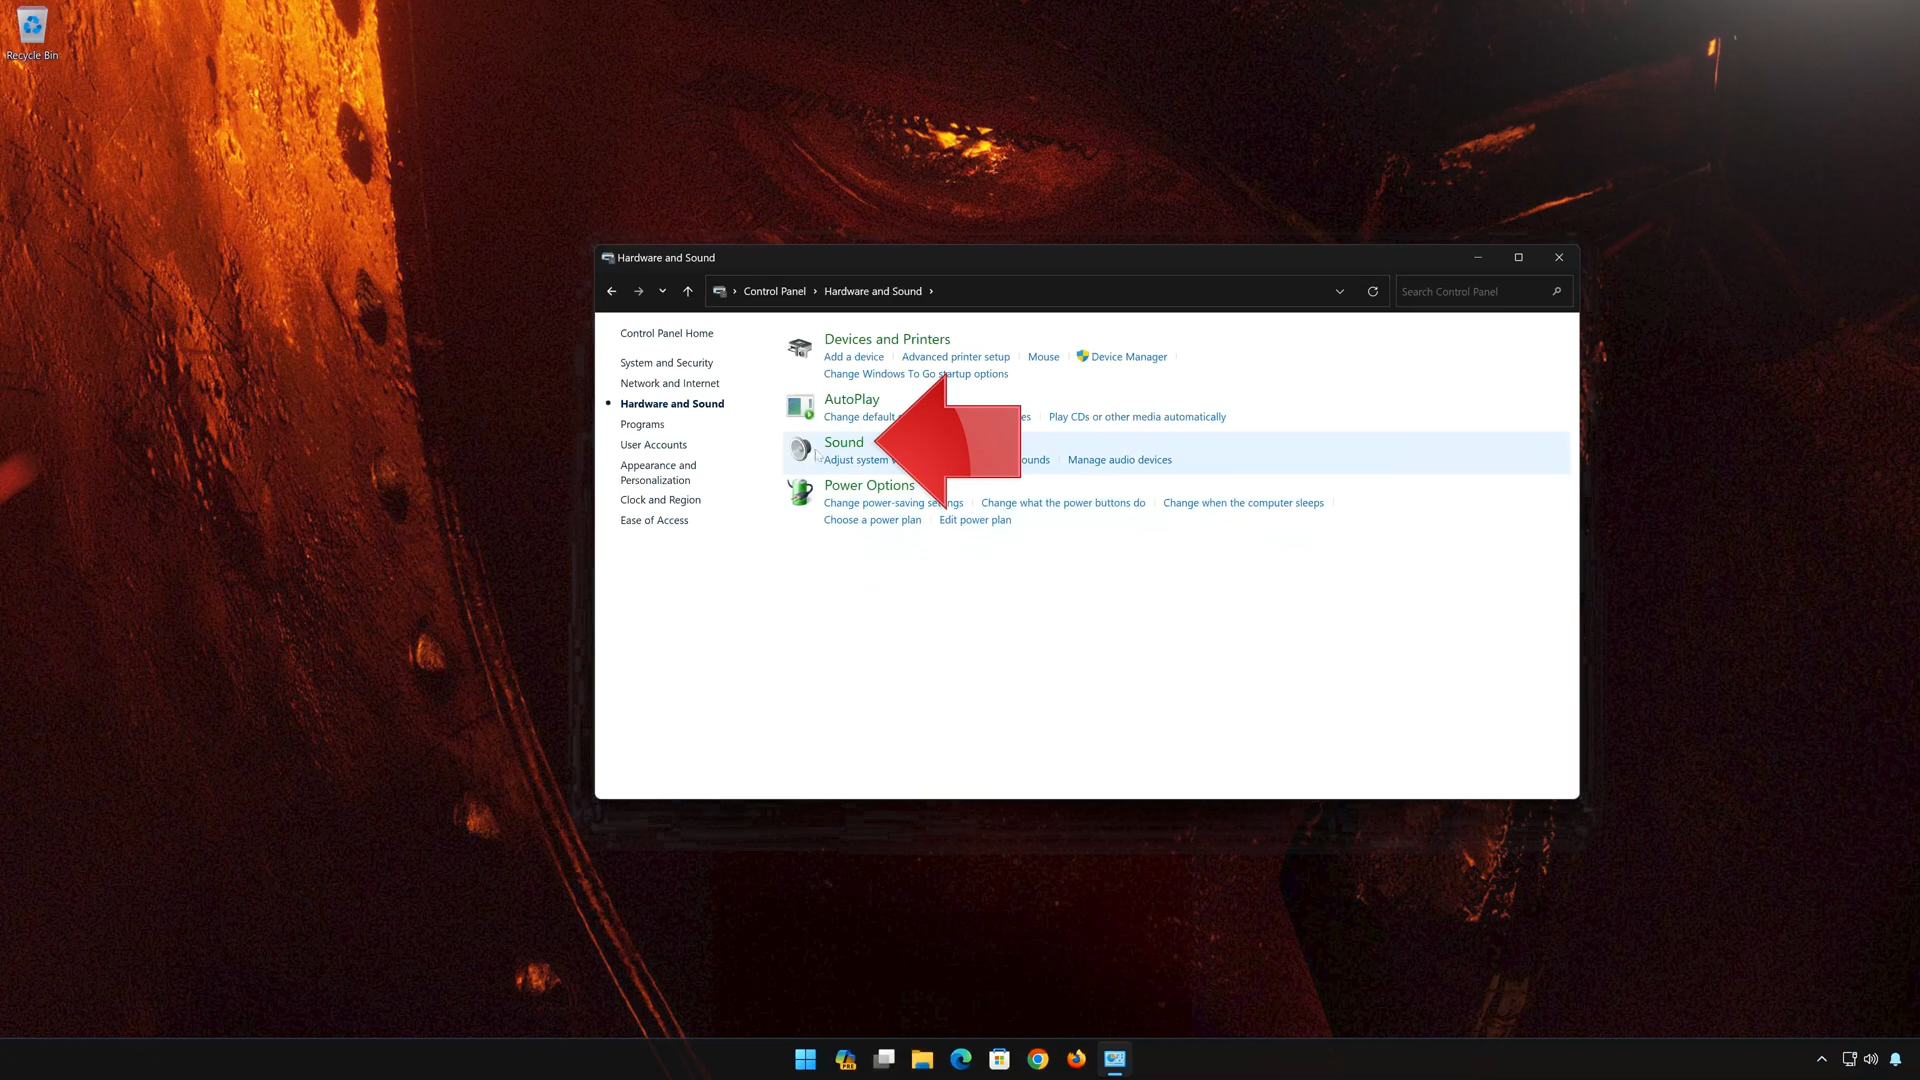 Recycle Bin
Hardware and Sound
Control Panel Hardware and Sound
Search Control Panel
Control Panel Home
System and Security
Network and Internet
Hardware and Sound
Programs
User Accounts
Appearance and
Personalization
Clock and Region
Ease of Access
Devices and Printers
Add a device Advanced printer setup Mouse Device Manager
Change Windows To Go startup options
AutoPlay
Change default Play CDs or other media automatically
Sound
Adjust system Manage audio devices
Power Options
Change power-saving Change what the power buttons do Change when the computer sleeps
Choose a power plan Edit power plan
PRE